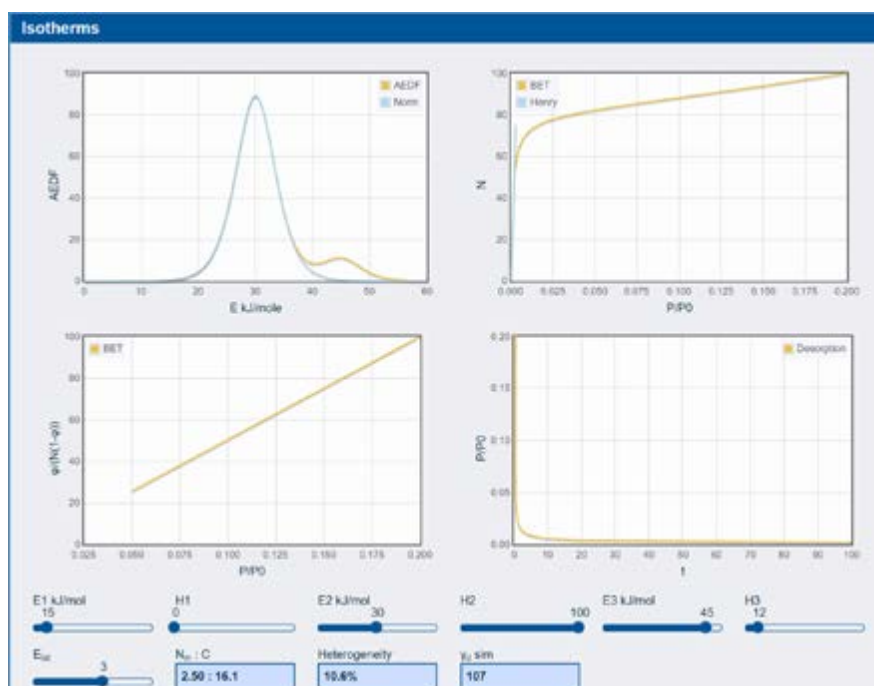 Isotherms
100
80
60
40
20
0
AEDF
AEDF
Norm
0 10 20 30 40 50 60
E kJ/mole
100
80
60
40
20
0
N
BET
Henry
0.000 0.025 0.050 0.075 0.100 0.125 0.150 0.175 0.200
P/P0
100
80
60
40
20
0
φ/(N(1-φ))
BET
0.025 0.050 0.075 0.100 0.125 0.150 0.175 0.200
P/P0
0.20
0.15
0.10
0.05
0.00
P/P0
Desorption
0 10 20 30 40 50 60 70 80 90 100
t
E1 kJ/mol H1 E2 kJ/mol H2 E3 kJ/mol H3
15 0 30 100 45 12
Nm : C Heterogeneity sim
3 2.50 : 16.1 10.6% 107